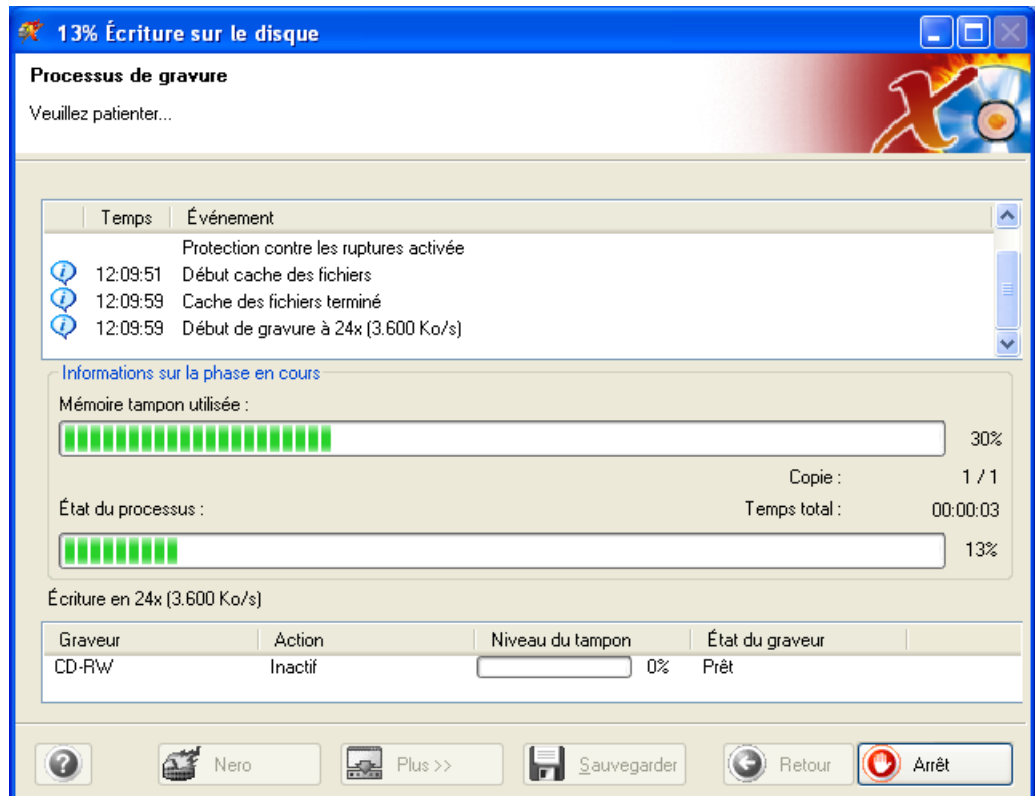 13% Écriture sur le disque
Processus de gravure
Veuillez patienter...
Temps Événement
Protection contre les ruptures activée
12:09:51 Début cache des fichiers
12:09:59 Cache des fichiers terminé
12:09:59 Début de gravure à 24x (3.600 Ko/s)
Informations sur la phase en cours
Mémoire tampon utilisée :
30%
Copie : 1 / 1
État du processus : Temps total : 00:00:03
13%
Écriture en 24x (3.600 Ko/s)
Graveur Action Niveau du tampon État du graveur
CD-RW Inactif 0% Prêt
? Nero Plus >> Sauvegarder Retour Arrêt